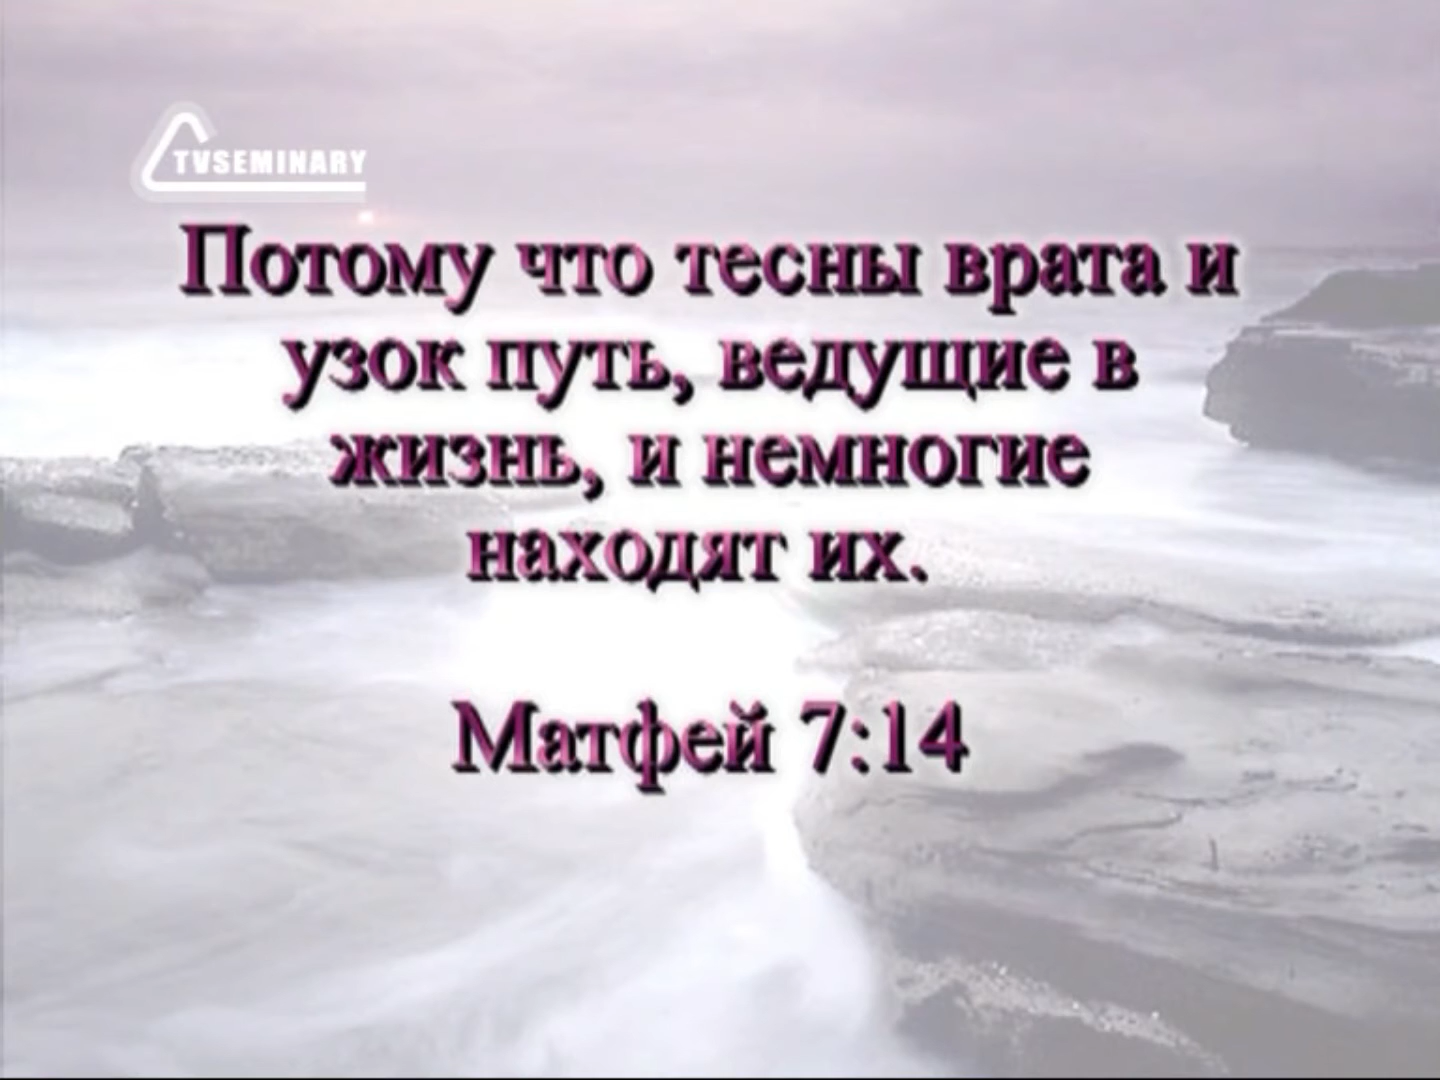 TVSEMINARY
Потому что тесны врата и
узок путь, ведущие в
жизнь, и немногие
находят их.
Матфей 7:14